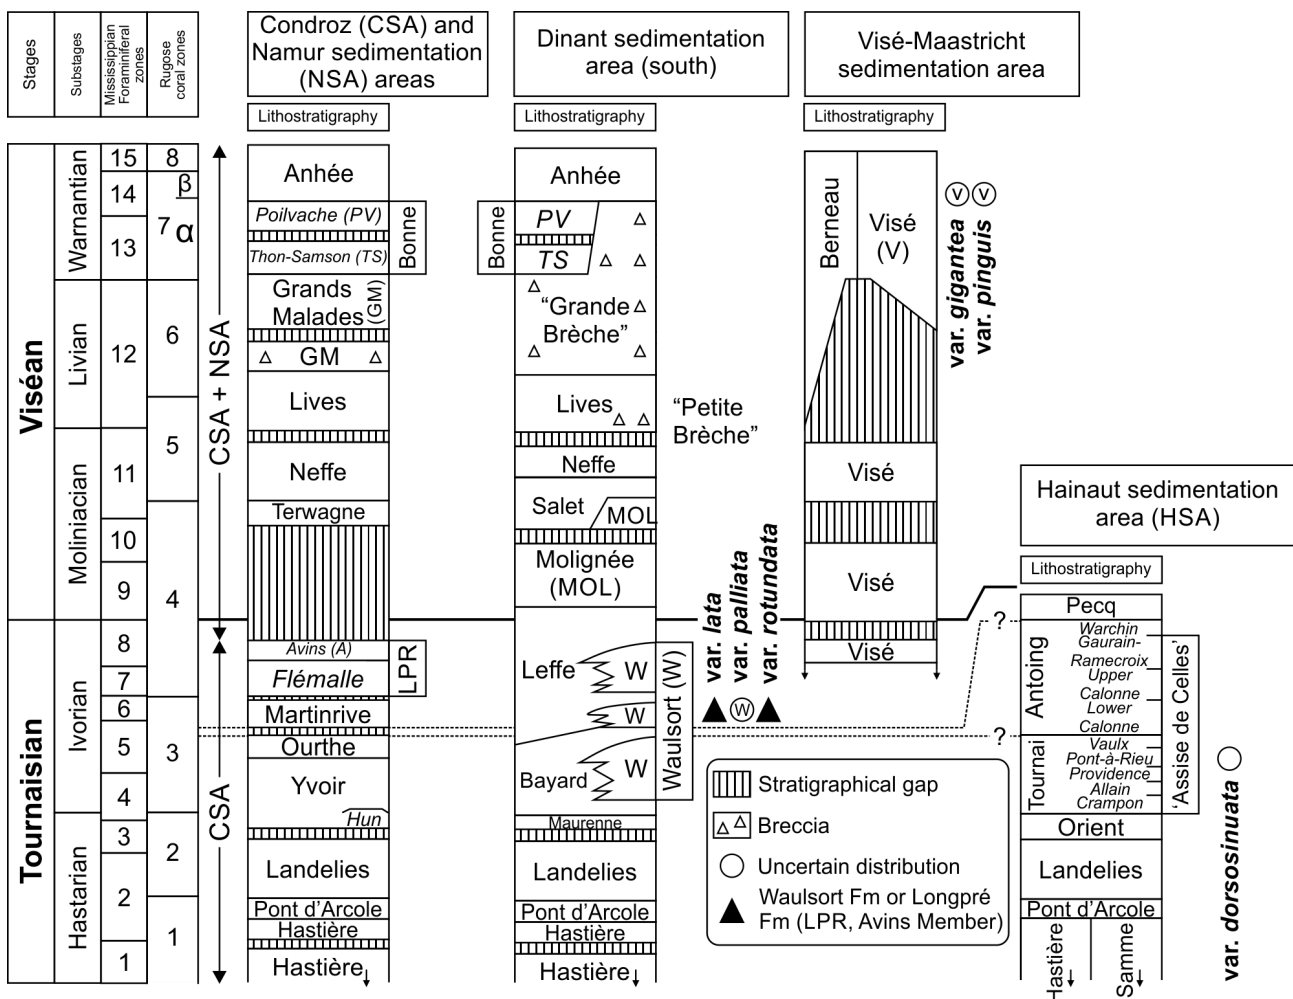 Stages
Substages
Mississippian
Foraminiferal
zones
Rugose
coral zones
Condroz (CSA) and
Namur sedimentation
(NSA) areas
Lithostratigraphy
Dinant sedimentation
area (south)
Lithostratigraphy
Visé-Maastricht
sedimentation area
Lithostratigraphy
Viséan
Tournaisian
Warnantian
Livian
Moliniacian
Ivorian
Hastarian
15
14
13
12
11
10
9
8
7
6
5
4
3
2
1
8
β
7 α
6
5
4
3
2
1
CSA + NSA
CSA
Anhée
Poilvache (PV)
Thon-Samson (TS)
Bonne
Grands
Malades
(GM)
GM
Lives
Neffe
Terwagne
Avins (A)
Flémalle
LPR
Martinrive
Ourthe
Yvoir
Hun
Landelies
Pont d’Arcole
Hastière
Hastière
Anhée
Bonne
PV
TS
“Grande
Brèche”
Lives
“Petite
Brèche”
Neffe
Salet
MOL
Molignée
(MOL)
Leffe
W
W
Bayard
W
Waulsort (W)
Maurenne
Landelies
Pont d’Arcole
Hastière
Hastière
var. lata
var. palliata
var. rotundata
W
Berneau
Visé
(V)
Visé
Visé
Visé
V V
var. gigantea
var. pinguis
Hainaut sedimentation
area (HSA)
Lithostratigraphy
Pecq
?
?
Antoing
Warchin
Gaurain-
Ramecroix
Upper
Calonne
Lower
Calonne
Tournai
Vaulx
Pont-à-Rieu
Providence
Allain
Crampon
‘Assise de Celles’
Orient
Landelies
Pont d’Arcole
Hastière
Samme
var. dorsosinuata
Stratigraphical gap
Breccia
Uncertain distribution
Waulsort Fm or Longpré
Fm (LPR, Avins Member)